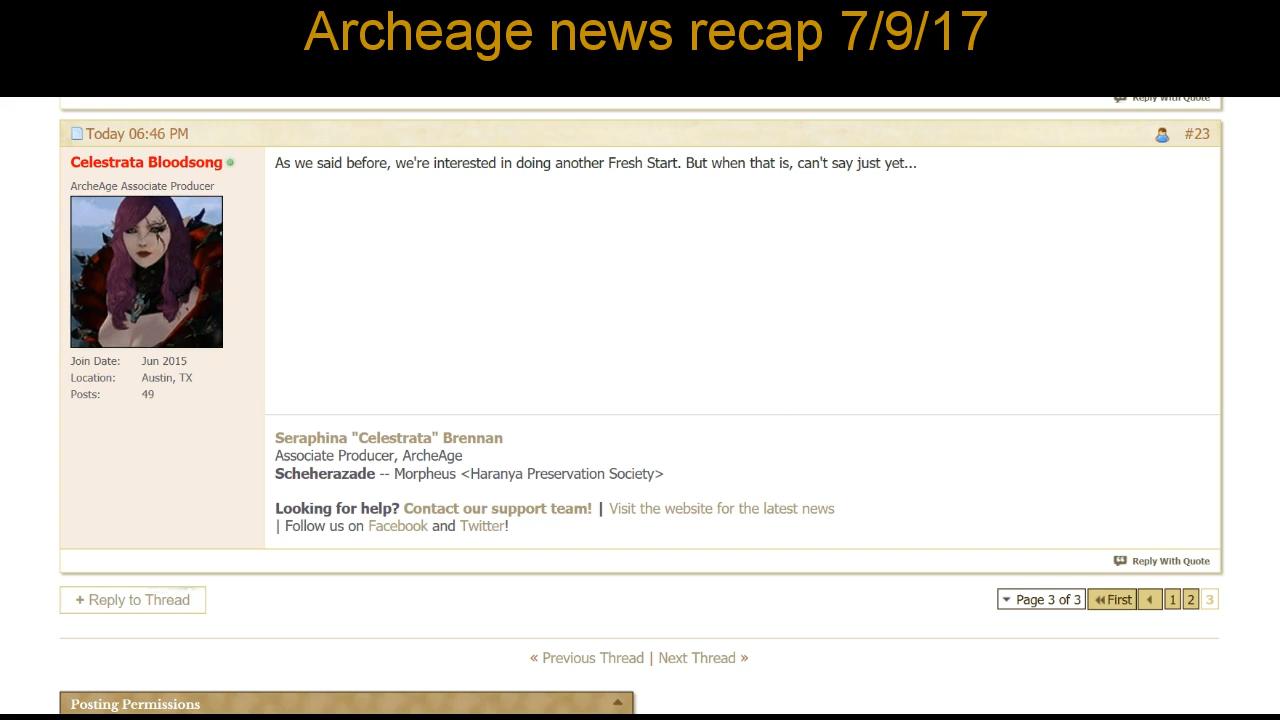 Archeage news recap 7/9/17
Reply With Quote
Today 06:46 PM
#23
Celestrata Bloodsong
ArcheAge Associate Producer
Join Date: Jun 2015
Location: Austin, TX
Posts: 49
As we said before, we're interested in doing another Fresh Start. But when that is, can't say just yet...
Seraphina "Celestrata" Brennan
Associate Producer, ArcheAge
Scheherazade -- Morpheus <Haranya Preservation Society>
Looking for help? Contact our support team! | Visit the website for the latest news
| Follow us on Facebook and Twitter!
Reply With Quote
+ Reply to Thread
Page 3 of 3 First 1 2 3
« Previous Thread | Next Thread »
Posting Permissions